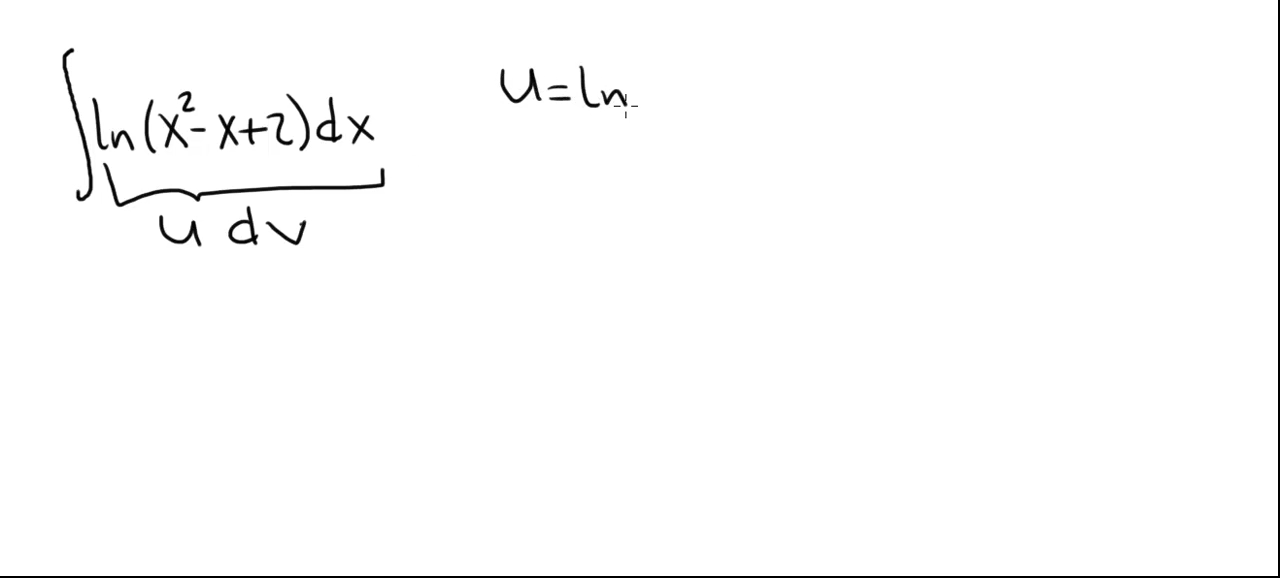 ∫ln(x²-x+2)dx
u dv
u=ln